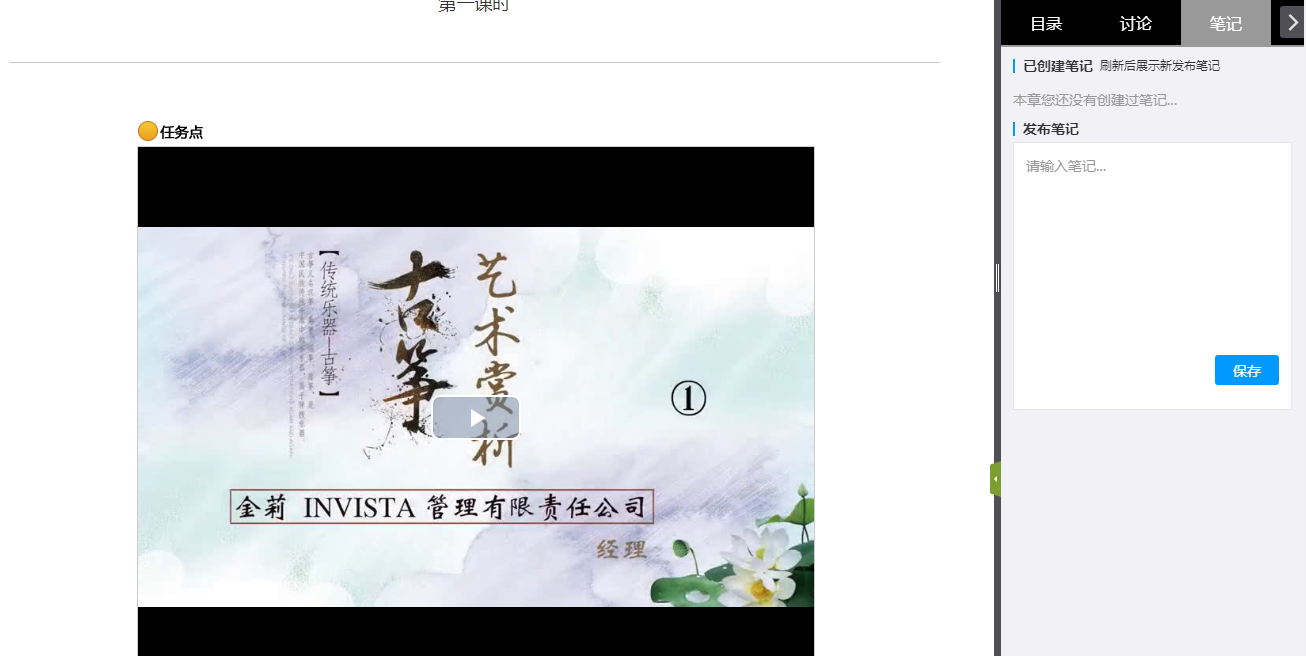 第一课时
任务点
【传统乐器—古筝】
古筝
艺术赏析
①
金莉 INVISTA 管理有限责任公司
经理
目录
讨论
笔记
已创建笔记 刷新后展示新发布笔记
本章您还没有创建过笔记...
发布笔记
请输入笔记...
保存